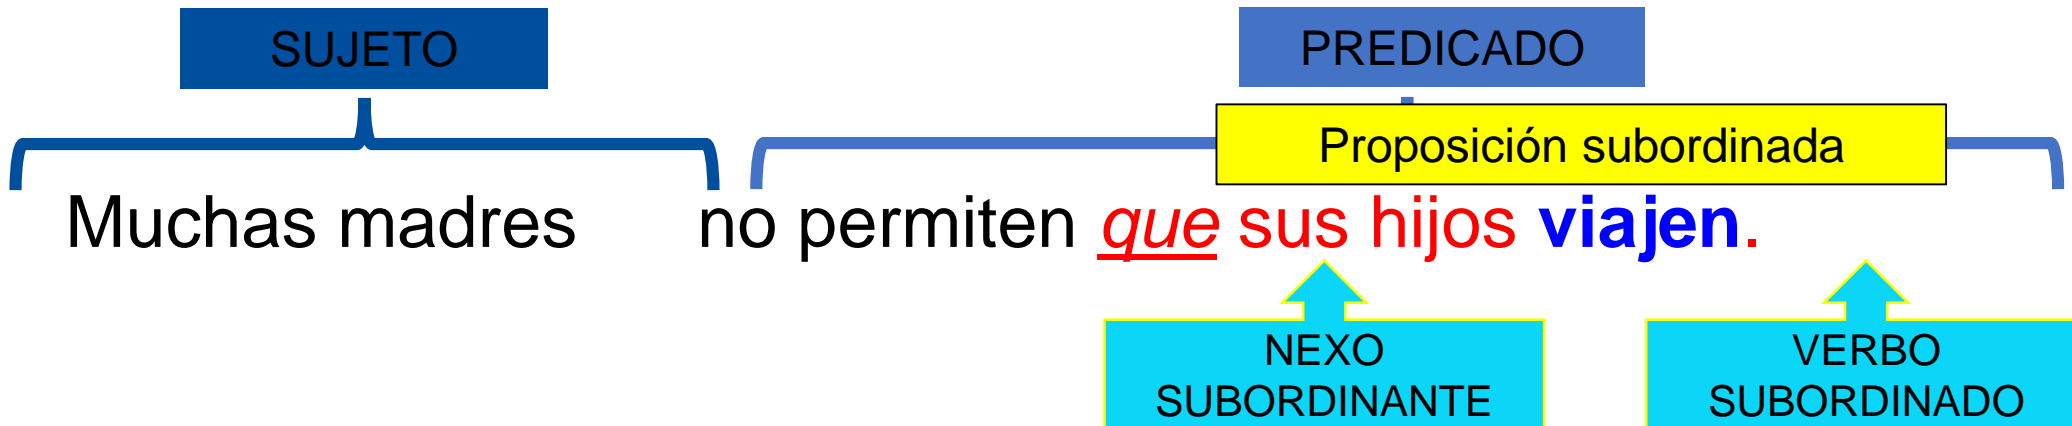 SUJETO PREDICADO
Proposición subordinada
Muchas madres no permiten que sus hijos viajen.
NEXO SUBORDINANTE
VERBO SUBORDINADO